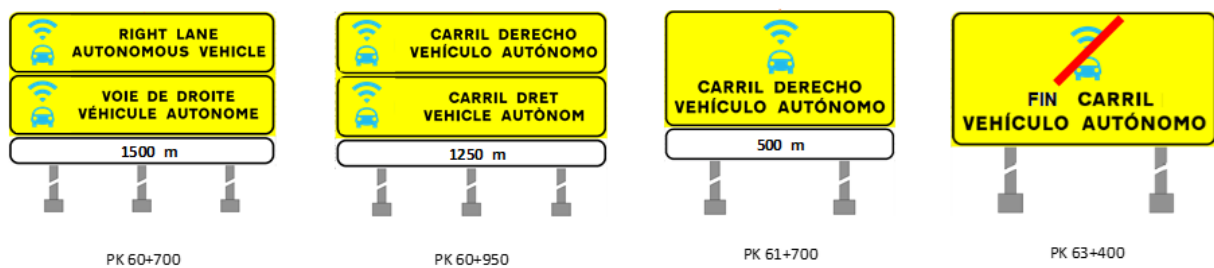 RIGHT LANE
AUTONOMOUS VEHICLE
VOIE DE DROITE
VÉHICULE AUTONOME
1500 m
PK 60+700
CARRIL DERECHO
VEHÍCULO AUTÓNOMO
CARRIL DRET
VEHICLE AUTÒNOM
1250 m
PK 60+950
CARRIL DERECHO
VEHÍCULO AUTÓNOMO
500 m
PK 61+700
FIN CARRIL
VEHÍCULO AUTÓNOMO
PK 63+400